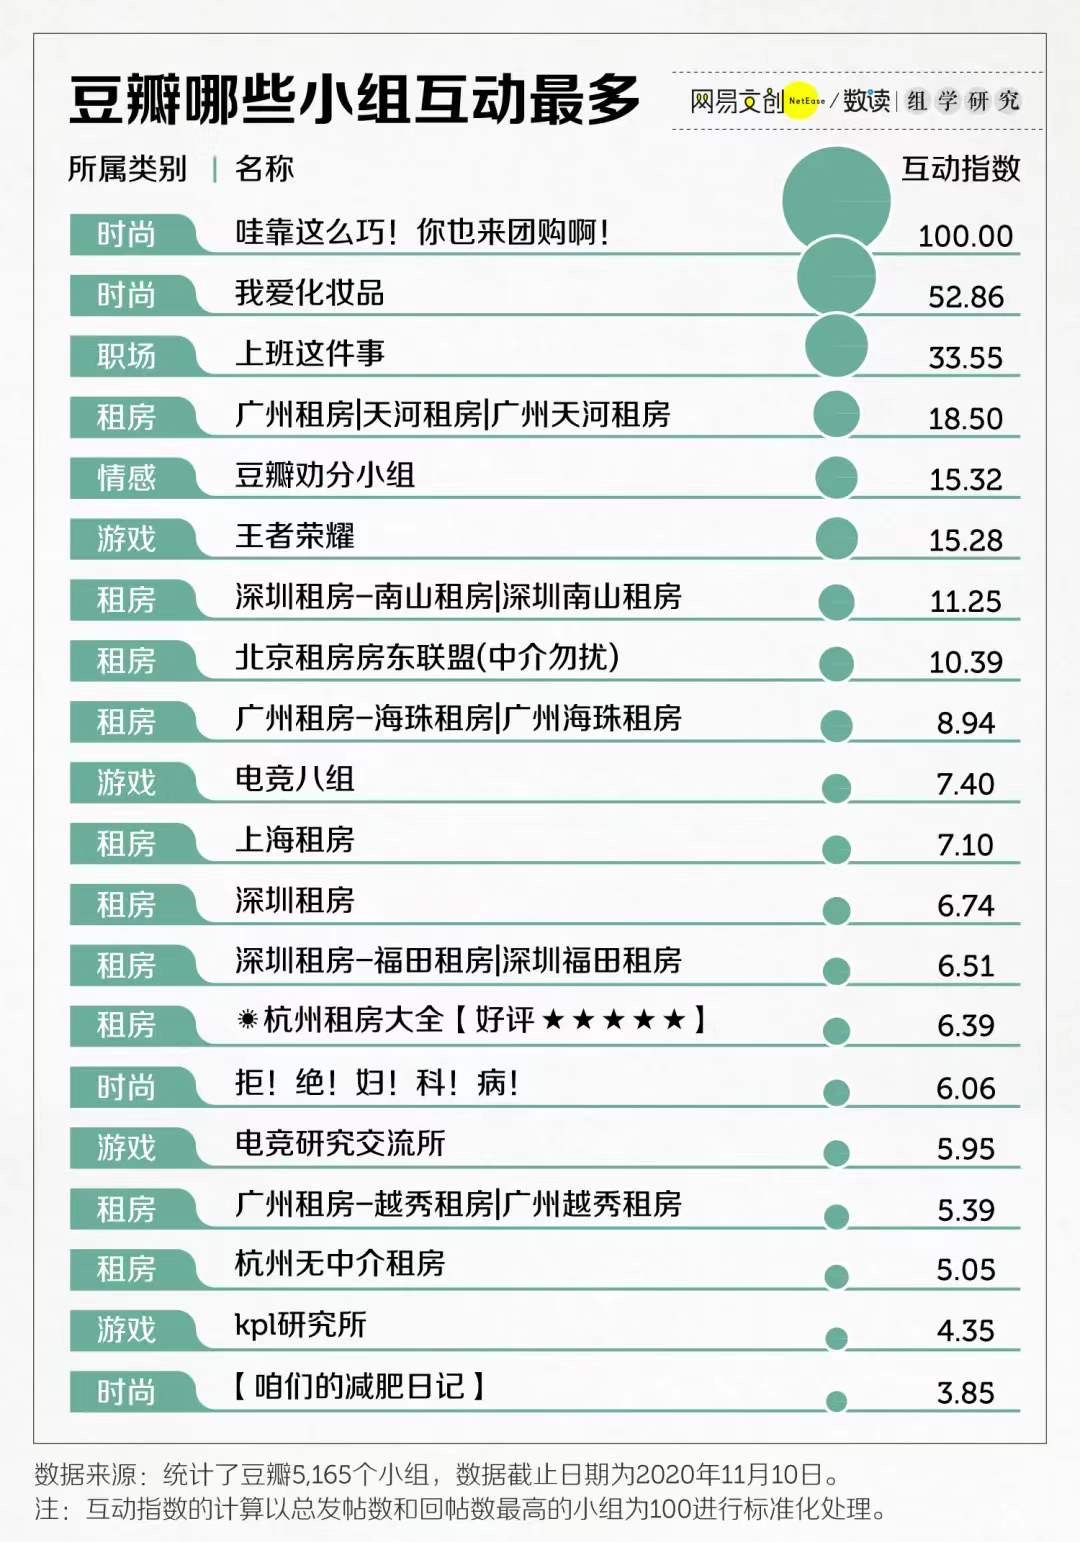 豆瓣哪些小组互动最多
网易文创NetEase/数读|组学研究
所属类别|名称 互动指数
时尚 哇靠这么巧！你也来团购啊！ 100.00
时尚 我爱化妆品 52.86
职场 上班这件事 33.55
租房 广州租房|天河租房|广州天河租房 18.50
情感 豆瓣劝分小组 15.32
游戏 王者荣耀 15.28
租房 深圳租房-南山租房|深圳南山租房 11.25
租房 北京租房房东联盟(中介勿扰) 10.39
租房 广州租房-海珠租房|广州海珠租房 8.94
游戏 电竞八组 7.40
租房 上海租房 7.10
租房 深圳租房 6.74
租房 深圳租房-福田租房|深圳福田租房 6.51
租房 ☀杭州租房大全【好评★★★★★】 6.39
时尚 拒！绝！妇！科！病！ 6.06
游戏 电竞研究交流所 5.95
租房 广州租房-越秀租房|广州越秀租房 5.39
租房 杭州无中介租房 5.05
游戏 kpl研究所 4.35
时尚 【咱们的减肥日记】 3.85
数据来源：统计了豆瓣5,165个小组，数据截止日期为2020年11月10日。
注：互动指数的计算以总发帖数和回帖数最高的小组为100进行标准化处理。